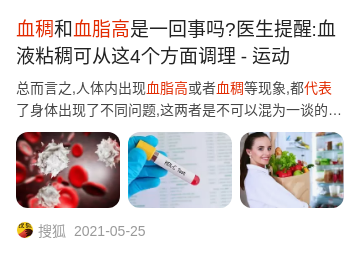 血稠和血脂高是一回事吗?医生提醒:血
液粘稠可从这4个方面调理 - 运动
总而言之,人体内出现血脂高或者血稠等现象,都代表
了身体出现了不同问题,这两者是不可以混为一谈的...
HDL-C Test
搜狐 2021-05-25